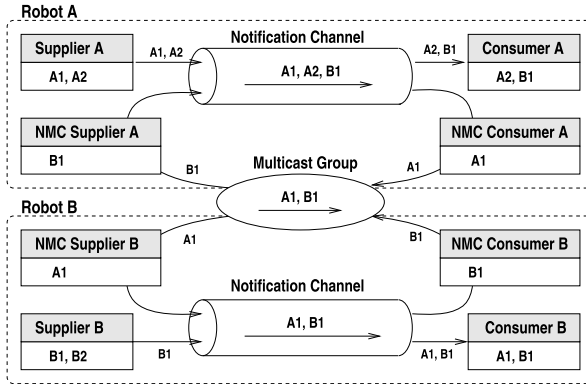 Robot A
Supplier A
A1, A2
A1, A2
Notification Channel
A1, A2, B1
A2, B1
Consumer A
A2, B1
NMC Supplier A
B1
B1
Multicast Group
A1, B1
A1
NMC Consumer A
A1
Robot B
NMC Supplier B
A1
A1
B1
NMC Consumer B
B1
Notification Channel
A1, B1
Supplier B
B1, B2
B1
A1, B1
Consumer B
A1, B1